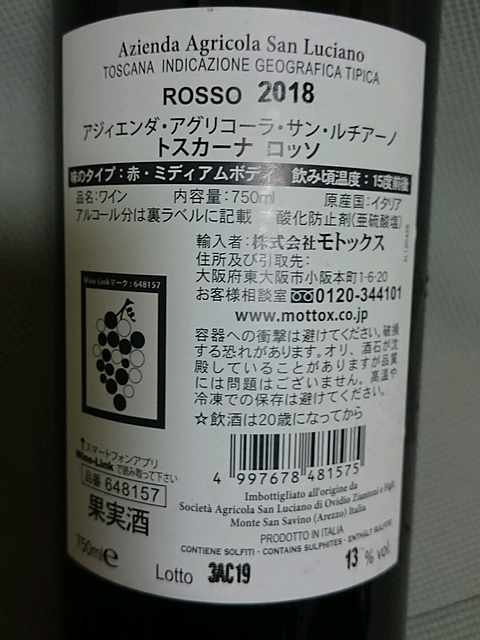 Azienda Agricola San Luciano
TOSCANA INDICAZIONE GEOGRAFICA TIPICA
ROSSO 2018
アジィエンダ・アグリコーラ・サン・ルチアーノ
トスカーナ ロッソ
味のタイプ：赤・ミディアムボディ 飲み頃温度：15度前後
品名：ワイン 内容量：750ml 原産国：イタリア
アルコール分は裏ラベルに記載 酸化防止剤（亜硫酸塩）
輸入者：株式会社モトックス
住所及び引取先：
大阪府東大阪市小阪本町1-6-20
お客様相談室 0120-344101
www.mottox.co.jp
Wine-Linkマーク：648157
容器への衝撃は避けてください。破損
する恐れがあります。オリ、酒石が沈
殿していることがありますが品質
には問題はございません。高温や
冷凍での保存は避けてください。
☆飲酒は20歳になってから
スマートフォンアプリ
Wine-Linkで読み取って下さい
品番 648157
果実酒
4 997678 481575
Imbottigliato all'origine da
Società Agricola San Luciano di Ovidio Ziantoni e Figli
Monte San Savino (Arezzo) Italia
PRODOTTO IN ITALIA
CONTIENE SOLFITI - CONTAINS SULPHITES - ENTHÄLT SULFITE
750ml e
Lotto 3AC19
13 % vol.